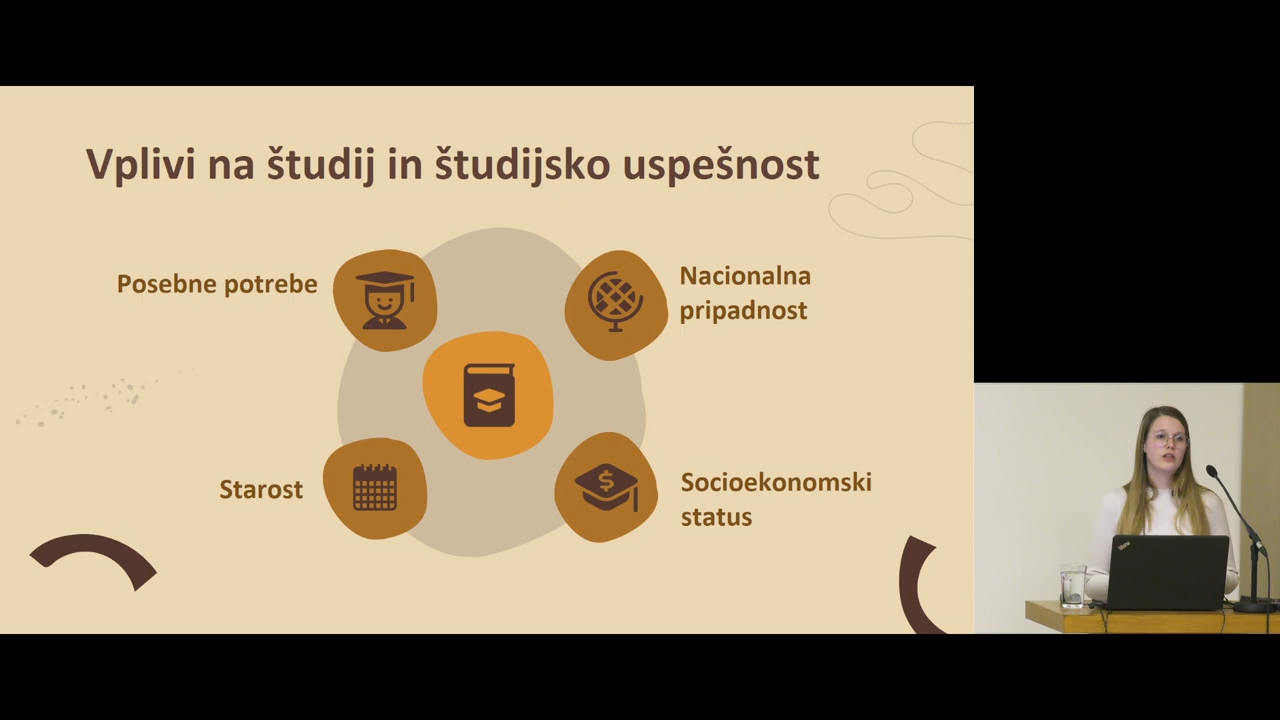 Vplivi na študij in študijsko uspešnost
Posebne potrebe
Nacionalna
pripadnost
Starost
Socioekonomski
status
$